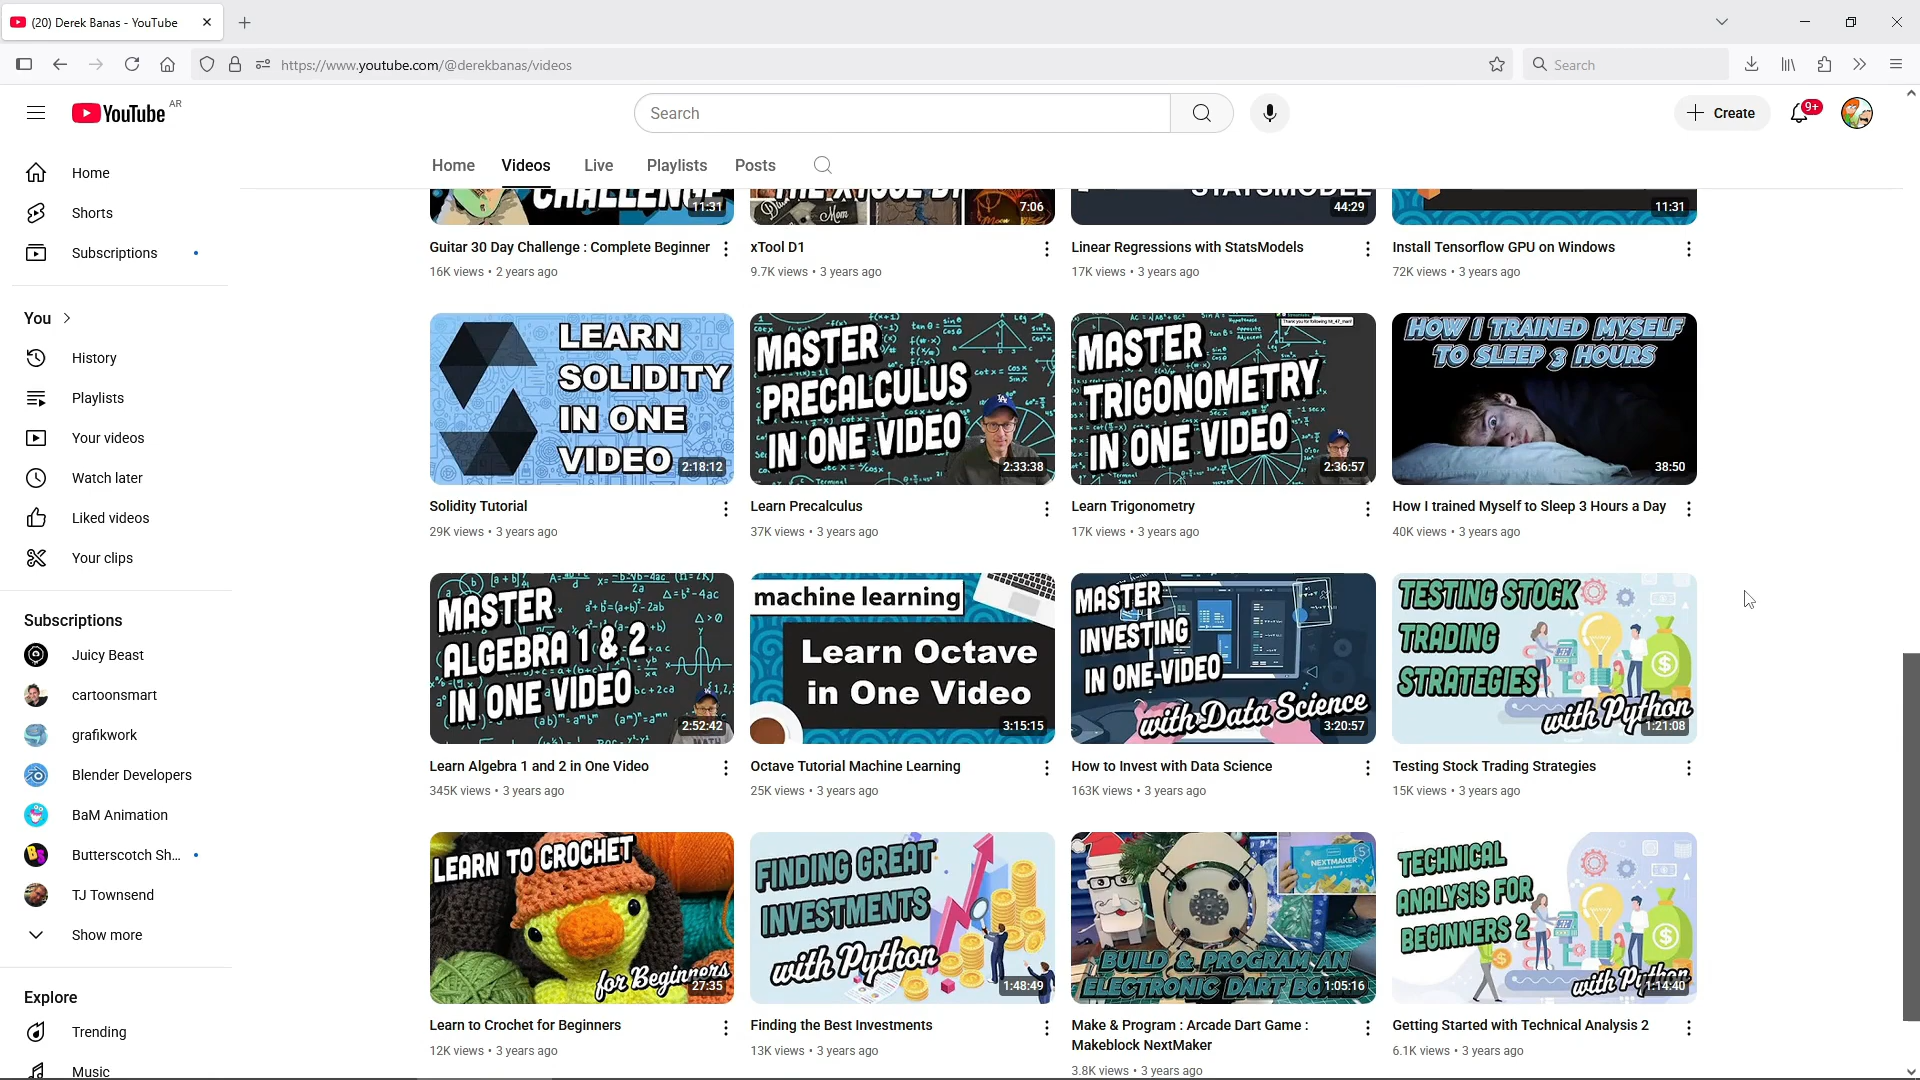 (20) Derek Banas - YouTube
https://www.youtube.com/@derekbanas/videos
Search
YouTube AR
Search
Create
9+
Home Videos Live Playlists Posts
Home
Shorts
Subscriptions
You
History
Playlists
Your videos
Watch later
Liked videos
Your clips
Subscriptions
Juicy Beast
cartoonsmart
grafikwork
Blender Developers
BaM Animation
Butterscotch Sh...
TJ Townsend
Show more
Explore
Trending
Music
CHALLENGE
11:31
Mom
7:06
STATSMODEL
44:29
11:31
Guitar 30 Day Challenge : Complete Beginner
16K views • 2 years ago
xTool D1
9.7K views • 3 years ago
Linear Regressions with StatsModels
17K views • 3 years ago
Install Tensorflow GPU on Windows
72K views • 3 years ago
LEARN
SOLIDITY
IN ONE
VIDEO
2:18:12
MASTER
PRECALCULUS
IN ONE VIDEO
2:33:38
MASTER
TRIGONOMETRY
IN ONE VIDEO
2:36:57
HOW I TRAINED MYSELF
TO SLEEP 3 HOURS
38:50
Solidity Tutorial
29K views • 3 years ago
Learn Precalculus
37K views • 3 years ago
Learn Trigonometry
17K views • 3 years ago
How I trained Myself to Sleep 3 Hours a Day
40K views • 3 years ago
MASTER
ALGEBRA 1 & 2
IN ONE VIDEO
2:52:42
machine learning
Learn Octave
in One Video
3:15:15
MASTER
INVESTING
IN ONE-VIDEO
with Data Science
3:20:57
TESTING STOCK
TRADING
STRATEGIES
with Python
1:21:08
Learn Algebra 1 and 2 in One Video
345K views • 3 years ago
Octave Tutorial Machine Learning
25K views • 3 years ago
How to Invest with Data Science
163K views • 3 years ago
Testing Stock Trading Strategies
15K views • 3 years ago
LEARN TO CROCHET
for Beginners
27:35
FINDING GREAT
INVESTMENTS
with Python
1:48:49
NEXTMAKER
BUILD & PROGRAM AN
ELECTRONIC DART BO
1:05:16
TECHNICAL
ANALYSIS FOR
BEGINNERS 2
with Python
1:14:40
Learn to Crochet for Beginners
12K views • 3 years ago
Finding the Best Investments
13K views • 3 years ago
Make & Program : Arcade Dart Game :
Makeblock NextMaker
3.8K views • 3 years ago
Getting Started with Technical Analysis 2
6.1K views • 3 years ago